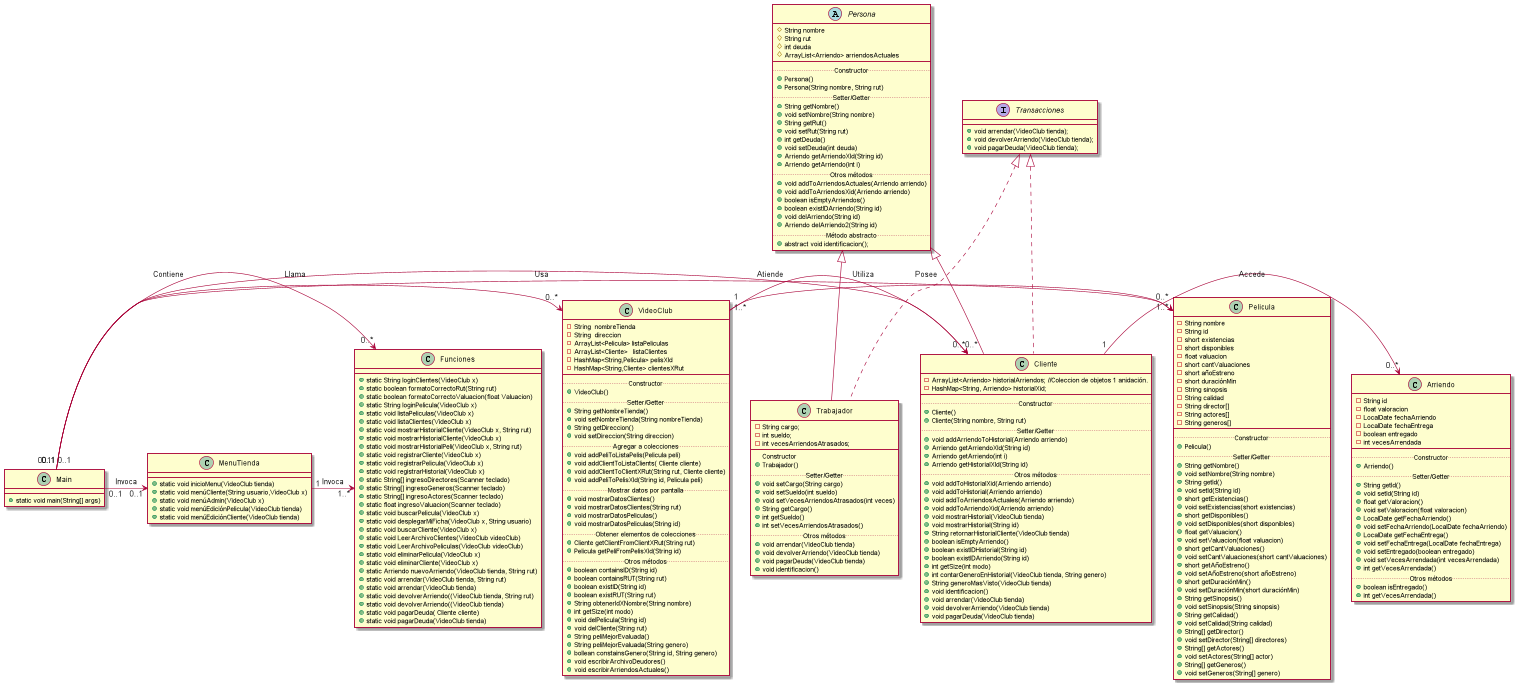 Persona
String nombre
String rut
int deuda
ArrayList<Arriendo> arriendosActuales
Constructor
Persona()
Persona(String nombre, String rut)
Setter/Getter
String getNombre()
void setNombre(String nombre)
String getRut()
void setRut(String rut)
int getDeuda()
void setDeuda(int deuda)
Arriendo getArriendoXId(String id)
Arriendo getArriendo(int i)
Otros métodos
void addToArriendosActuales(Arriendo arriendo)
void addToArriendosXid(Arriendo arriendo)
boolean isEmptyArriendos()
boolean existIDArriendo(String id)
void delArriendo(String id)
Arriendo delArriendo2(String id)
Método abstracto
abstract void identificacion();
Transacciones
void arrendar(VideoClub tienda);
void devolverArriendo(VideoClub tienda);
void pagarDeuda(VideoClub tienda);
Contiene
Llama
Usa
Atiende
Utiliza
Posee
Accede
0..*
0..*
1
1..*
0..*
1..*
0..*
0..*
1
0..*
Main
static void main(String[] args)
Invoca
0..1
0..1
0..1
MenuTienda
static void inicioMenu(VideoClub tienda)
static void menúCliente(String usuario,VideoClub x)
static void menúAdmin(VideoClub x)
static void menúEdiciónPelicula(VideoClub tienda)
static void menúEdiciónCliente(VideoClub tienda)
1
Invoca
1..*
Funciones
static String loginClientes(VideoClub x)
static boolean formatoCorrectoRut(String rut)
static boolean formatoCorrectoValuacion(float Valuacion)
static String loginPelicula(VideoClub x)
static void listaPeliculas(VideoClub x)
static void listaClientes(VideoClub x)
static void mostrarHistorialCliente(VideoClub x, String rut)
static void mostrarHistorialCliente(VideoClub x)
static void mostrarHistorialPeli(VideoClub x, String rut)
static void registrarCliente(VideoClub x)
static void registrarPelicula(VideoClub x)
static void registrarHistorial(VideoClub x)
static String[] ingresoDirectores(Scanner teclado)
static String[] ingresoGeneros(Scanner teclado)
static String[] ingresoActores(Scanner teclado)
static float ingresoValuacion(Scanner teclado)
static void buscarPelicula(VideoClub x)
static void desplegarMiFicha(VideoClub x, String usuario)
static void buscarCliente(VideoClub x)
static void LeerArchivoClientes(VideoClub videoClub)
static void LeerArchivoPeliculas(VideoClub videoClub)
static void eliminarPelicula(VideoClub x)
static void eliminarCliente(VideoClub x)
static Arriendo nuevoArriendo(VideoClub tienda, String rut)
static void arrendar(VideoClub tienda, String rut)
static void arrendar(VideoClub tienda)
static void devolverArriendo((VideoClub tienda, String rut)
static void devolverArriendo((VideoClub tienda)
static void pagarDeuda( Cliente cliente)
static void pagarDeuda(VideoClub tienda)
VideoClub
String nombreTienda
String direccion
ArrayList<Pelicula> listaPeliculas
ArrayList<Cliente> listaClientes
HashMap<String,Pelicula> pelisXId
HashMap<String,Cliente> clientesXRut
Constructor
VideoClub()
Setter/Getter
String getNombreTienda()
void setNombreTienda(String nombreTienda)
String getDireccion()
void setDireccion(String direccion)
Agregar a colecciones
void addPeliToListaPelis(Pelicula peli)
void addClientToListaClients( Cliente cliente)
void addClientToClientXRut(String rut, Cliente cliente)
void addPeliToPelisXId(String id, Pelicula peli)
Mostrar datos por pantalla
void mostrarDatosClientes()
void mostrarDatosClientes(String rut)
void mostrarDatosPeliculas()
void mostrarDatosPeliculas(String id)
Obtener elementos de colecciones
Cliente getClientFromClientXRut(String rut)
Pelicula getPeliFromPelisXId(String id)
Otros métodos
boolean containsID(String id)
boolean containsRUT(String rut)
boolean existID(String id)
boolean existRUT(String rut)
String obtenerIdXNombre(String nombre)
int getSize(int modo)
void delPelicula(String id)
void delCliente(String rut)
String peliMejorEvaluada()
String peliMejorEvaluada(String genero)
bollean constainsGenero(String id, String genero)
void escribirArchivoDeudores()
void escribirArriendosActuales()
Trabajador
String cargo;
int sueldo;
int vecesArriendosAtrasados;
Constructor
Trabajador()
Setter/Getter
void setCargo(String cargo)
void setSueldo(int sueldo)
void setVecesArriendosAtrasados(int veces)
String getCargo()
int getSueldo()
int setVecesArriendosAtrasados()
Otros métodos
void arrendar(VideoClub tienda)
void devolverArriendo(VideoClub tienda)
void pagarDeuda(VideoClub tienda)
void identificacion()
Cliente
ArrayList<Arriendo> historialArriendos; //Coleccion de objetos 1 anidación.
HashMap<String, Arriendo> historialXid;
Constructor
Cliente()
Cliente(String nombre, String rut)
Setter/Getter
void addArriendoToHistorial(Arriendo arriendo)
Arriendo getArriendoXId(String id)
Arriendo getArriendo(int i)
Arriendo getHistorialXId(String id)
Otros métodos
void addToHistorialXid(Arriendo arriendo)
void addToHistorial(Arriendo arriendo)
void addToArriendosActuales(Arriendo arriendo)
void addToArriendoXid(Arriendo arriendo)
void mostrarHistorial(VideoClub tienda)
void mostrarHistorial(String id)
String retornarHistorialCliente(VideoClub tienda)
boolean isEmptyArriendo()
boolean existIDHistorial(String id)
boolean existIDArriendo(String id)
int getSize(int modo)
int contarGeneroEnHistorial(VideoClub tienda, String genero)
String generoMasVisto(VideoClub tienda)
void identificacion()
void arrendar(VideoClub tienda)
void devolverArriendo(VideoClub tienda)
void pagarDeuda(VideoClub tienda)
Pelicula
String nombre
String id
short existencias
short disponibles
float valuacion
short cantValuaciones
short añoEstreno
short duraciónMin
String sinopsis
String calidad
String director[]
String actores[]
String generos[]
Constructor
Pelicula()
Setter/Getter
String getNombre()
void setNombre(String nombre)
String getId()
void setId(String id)
short getExistencias()
void setExistencias(short existencias)
short getDisponibles()
void setDisponibles(short disponibles)
float getValuacion()
void setValuacion(float valuacion)
short getCantValuaciones()
void setCantValuaciones(short cantValuaciones)
short getAñoEstreno()
void setAñoEstreno(short añoEstreno)
short getDuraciónMin()
void setDuraciónMin(short duraciónMin)
String getSinopsis()
void setSinopsis(String sinopsis)
String getCalidad()
void setCalidad(String calidad)
String[] getDirector()
void setDirector(String[] directores)
String[] getActores()
void setActores(String[] actor)
String[] getGeneros()
void setGeneros(String[] genero)
Arriendo
String id
float valoracion
LocalDate fechaArriendo
LocalDate fechaEntrega
boolean entregado
int vecesArrendada
Constructor
Arriendo()
Setter/Getter
String getId()
void setId(String id)
float getValoracion()
void setValoracion(float valoracion)
LocalDate getFechaArriendo()
void setFechaArriendo(LocalDate fechaArriendo)
LocalDate getFechaEntrega()
void setFechaEntrega(LocalDate fechaEntrega)
void setEntregado(boolean entregado)
void setVecesArrendada(int vecesArrendada)
int getVecesArrendada()
Otros métodos
boolean isEntregado()
int getVecesArrendada()